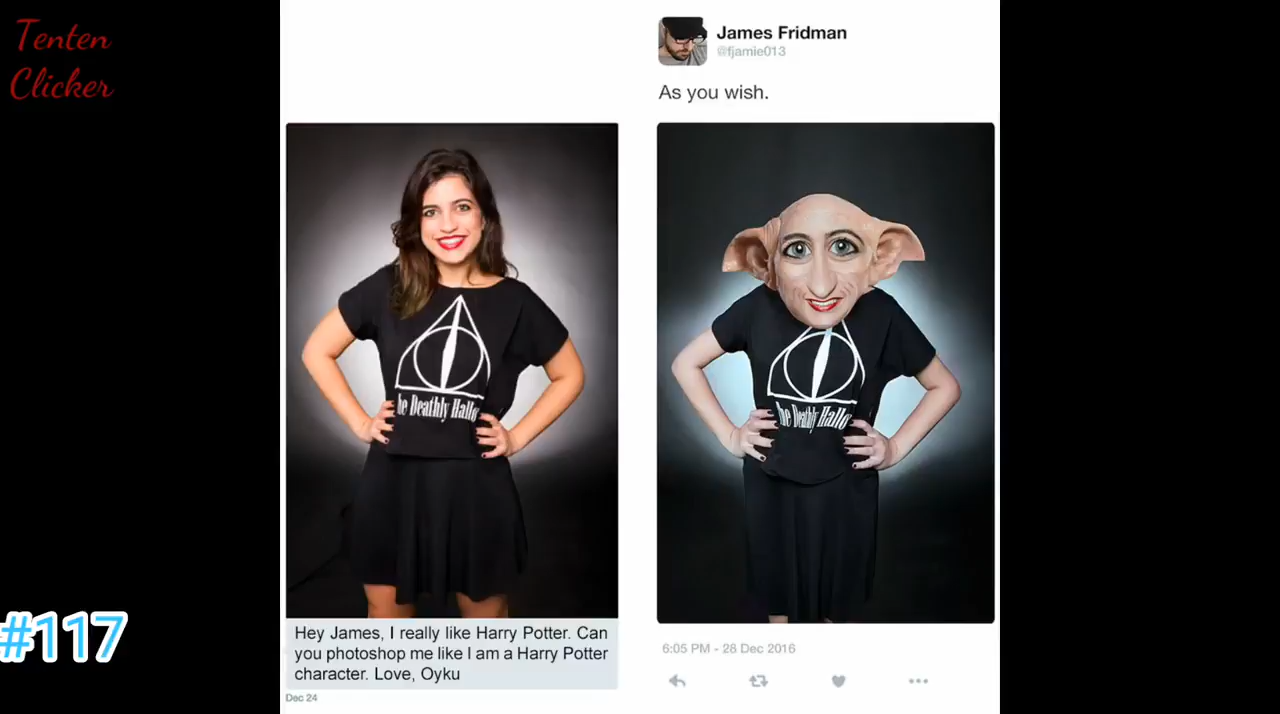 Tenten
Clicker
James Fridman
@fjamie013
As you wish.
he Deathly Hallo
he Deathly Hallo
Hey James, I really like Harry Potter. Can
you photoshop me like I am a Harry Potter
character. Love, Oyku
Dec 24
6:05 PM - 28 Dec 2016
#117